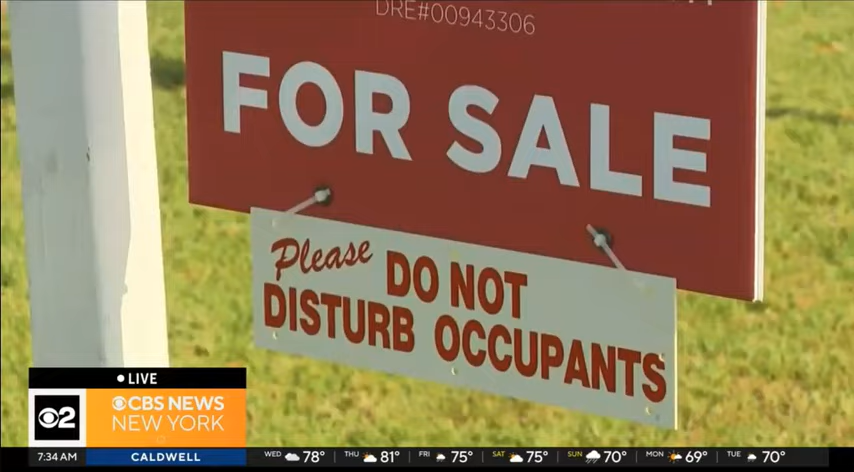 DRE#00943306
FOR SALE
Please DO NOT
DISTURB OCCUPANTS
LIVE
2
CBS NEWS
NEW YORK
7:34 AM CALDWELL WED 78° THU 81° FRI 75° SAT 75° SUN 70° MON 69° TUE 70°